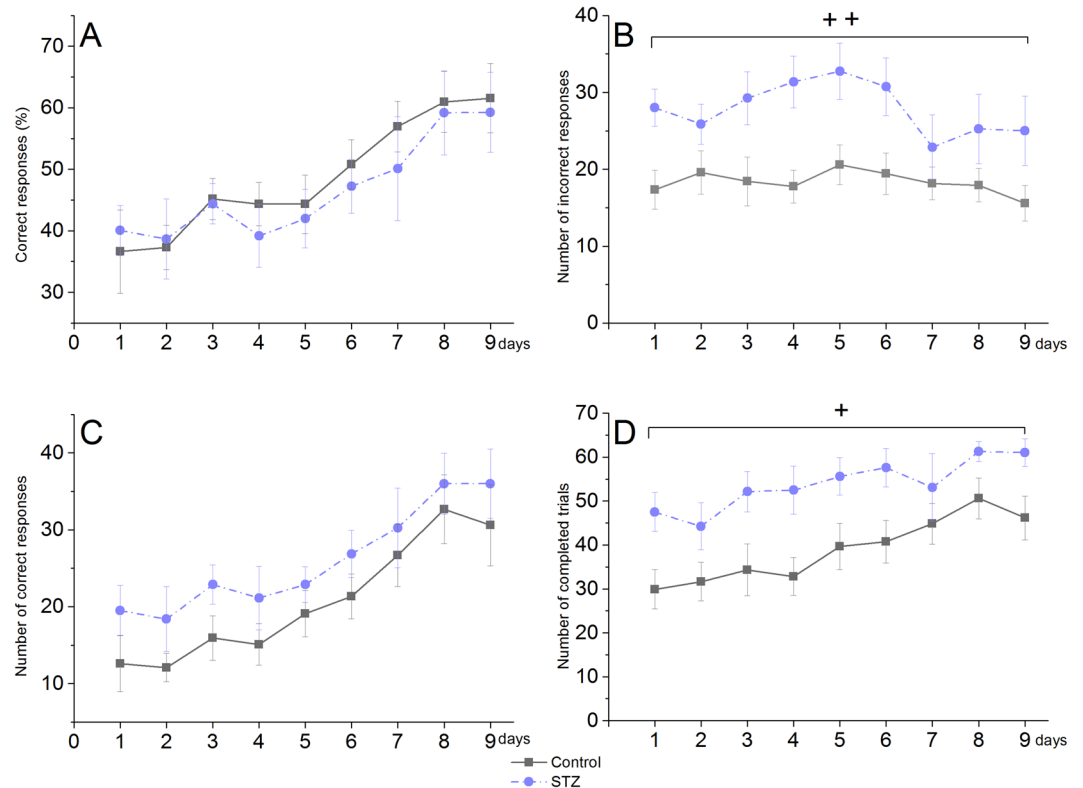 A
Correct responses (%)
70
60
50
40
30
0 1 2 3 4 5 6 7 8 9 days
B
+ +
Number of incorrect responses
40
30
20
10
0
1 2 3 4 5 6 7 8 9 days
C
Number of correct responses
40
30
20
10
0 1 2 3 4 5 6 7 8 9 days
D
+
Number of completed trials
70
60
50
40
30
20
10
0
1 2 3 4 5 6 7 8 9 days
Control
STZ